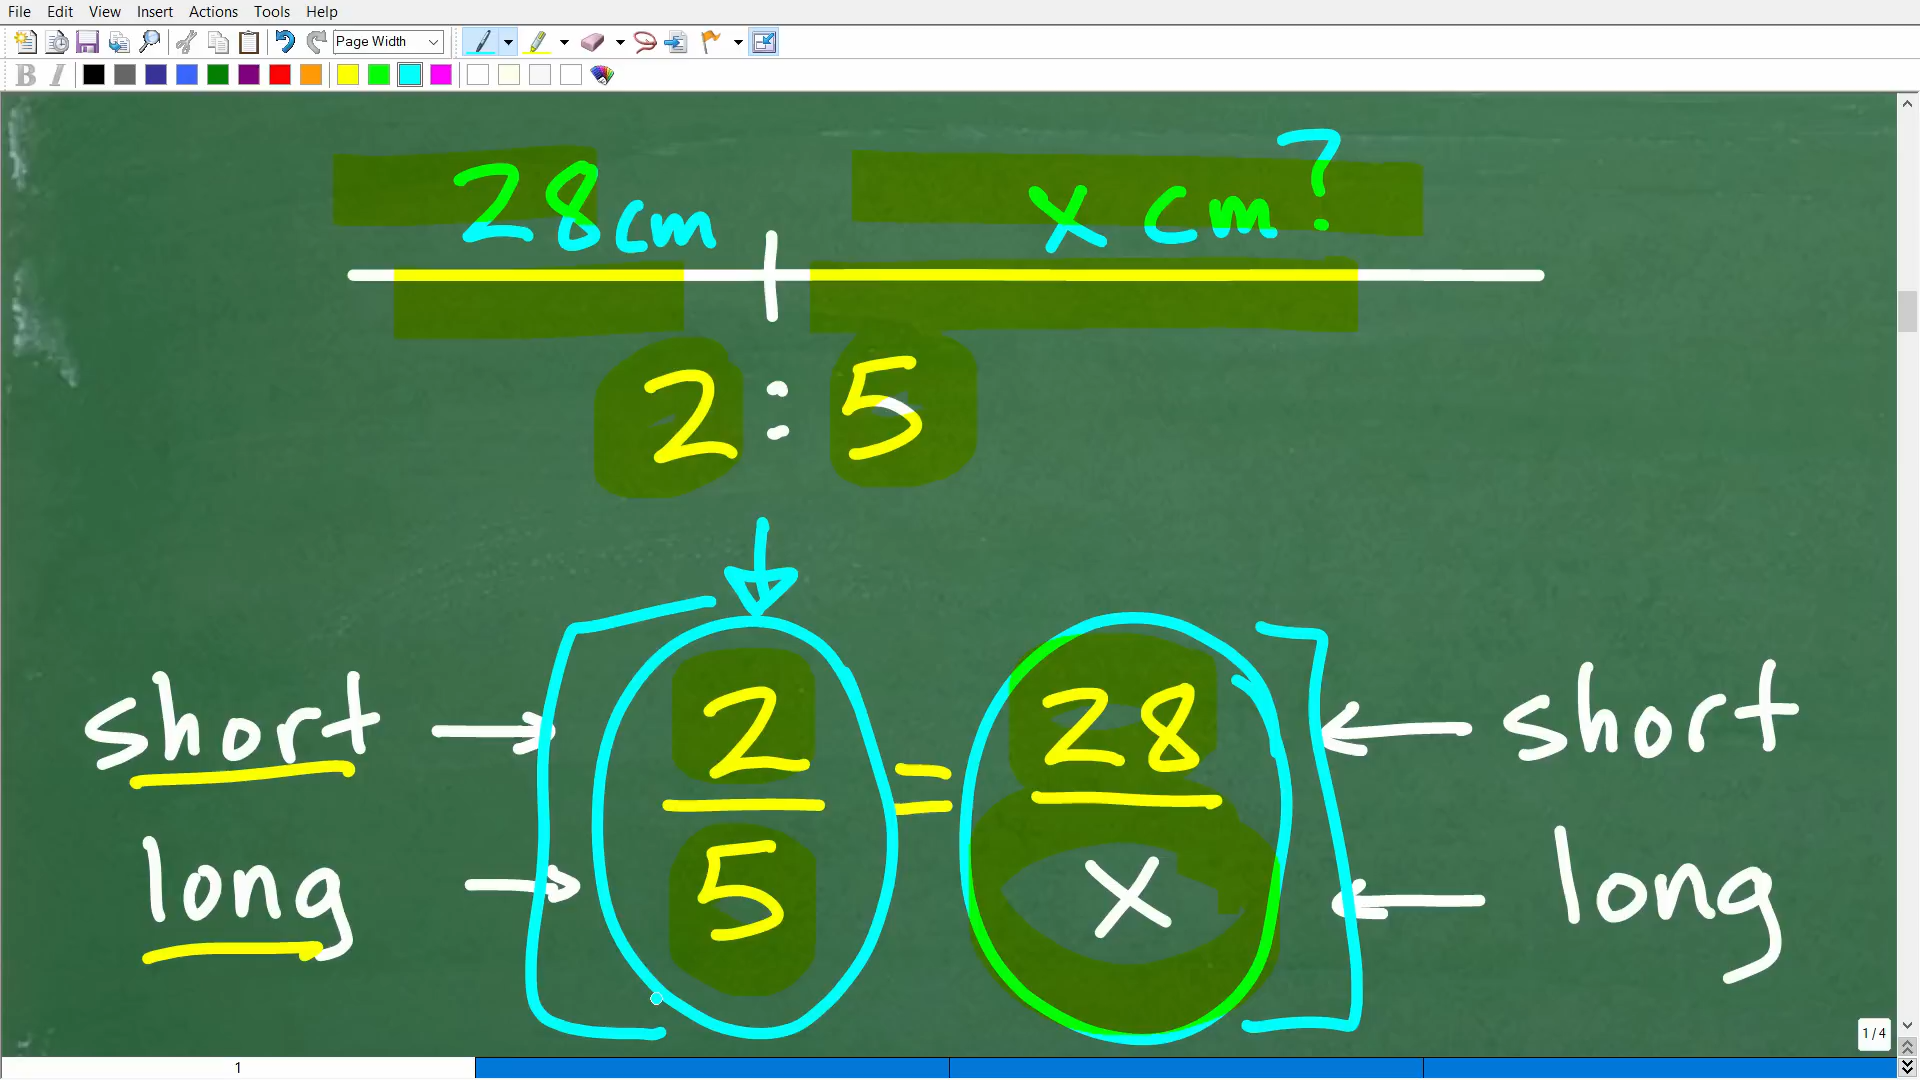 File Edit View Insert Actions Tools Help
Page Width
B I
28cm x cm?
2 : 5
short → 2/5 = 28/x ← short
long → ← long
1 / 4
1